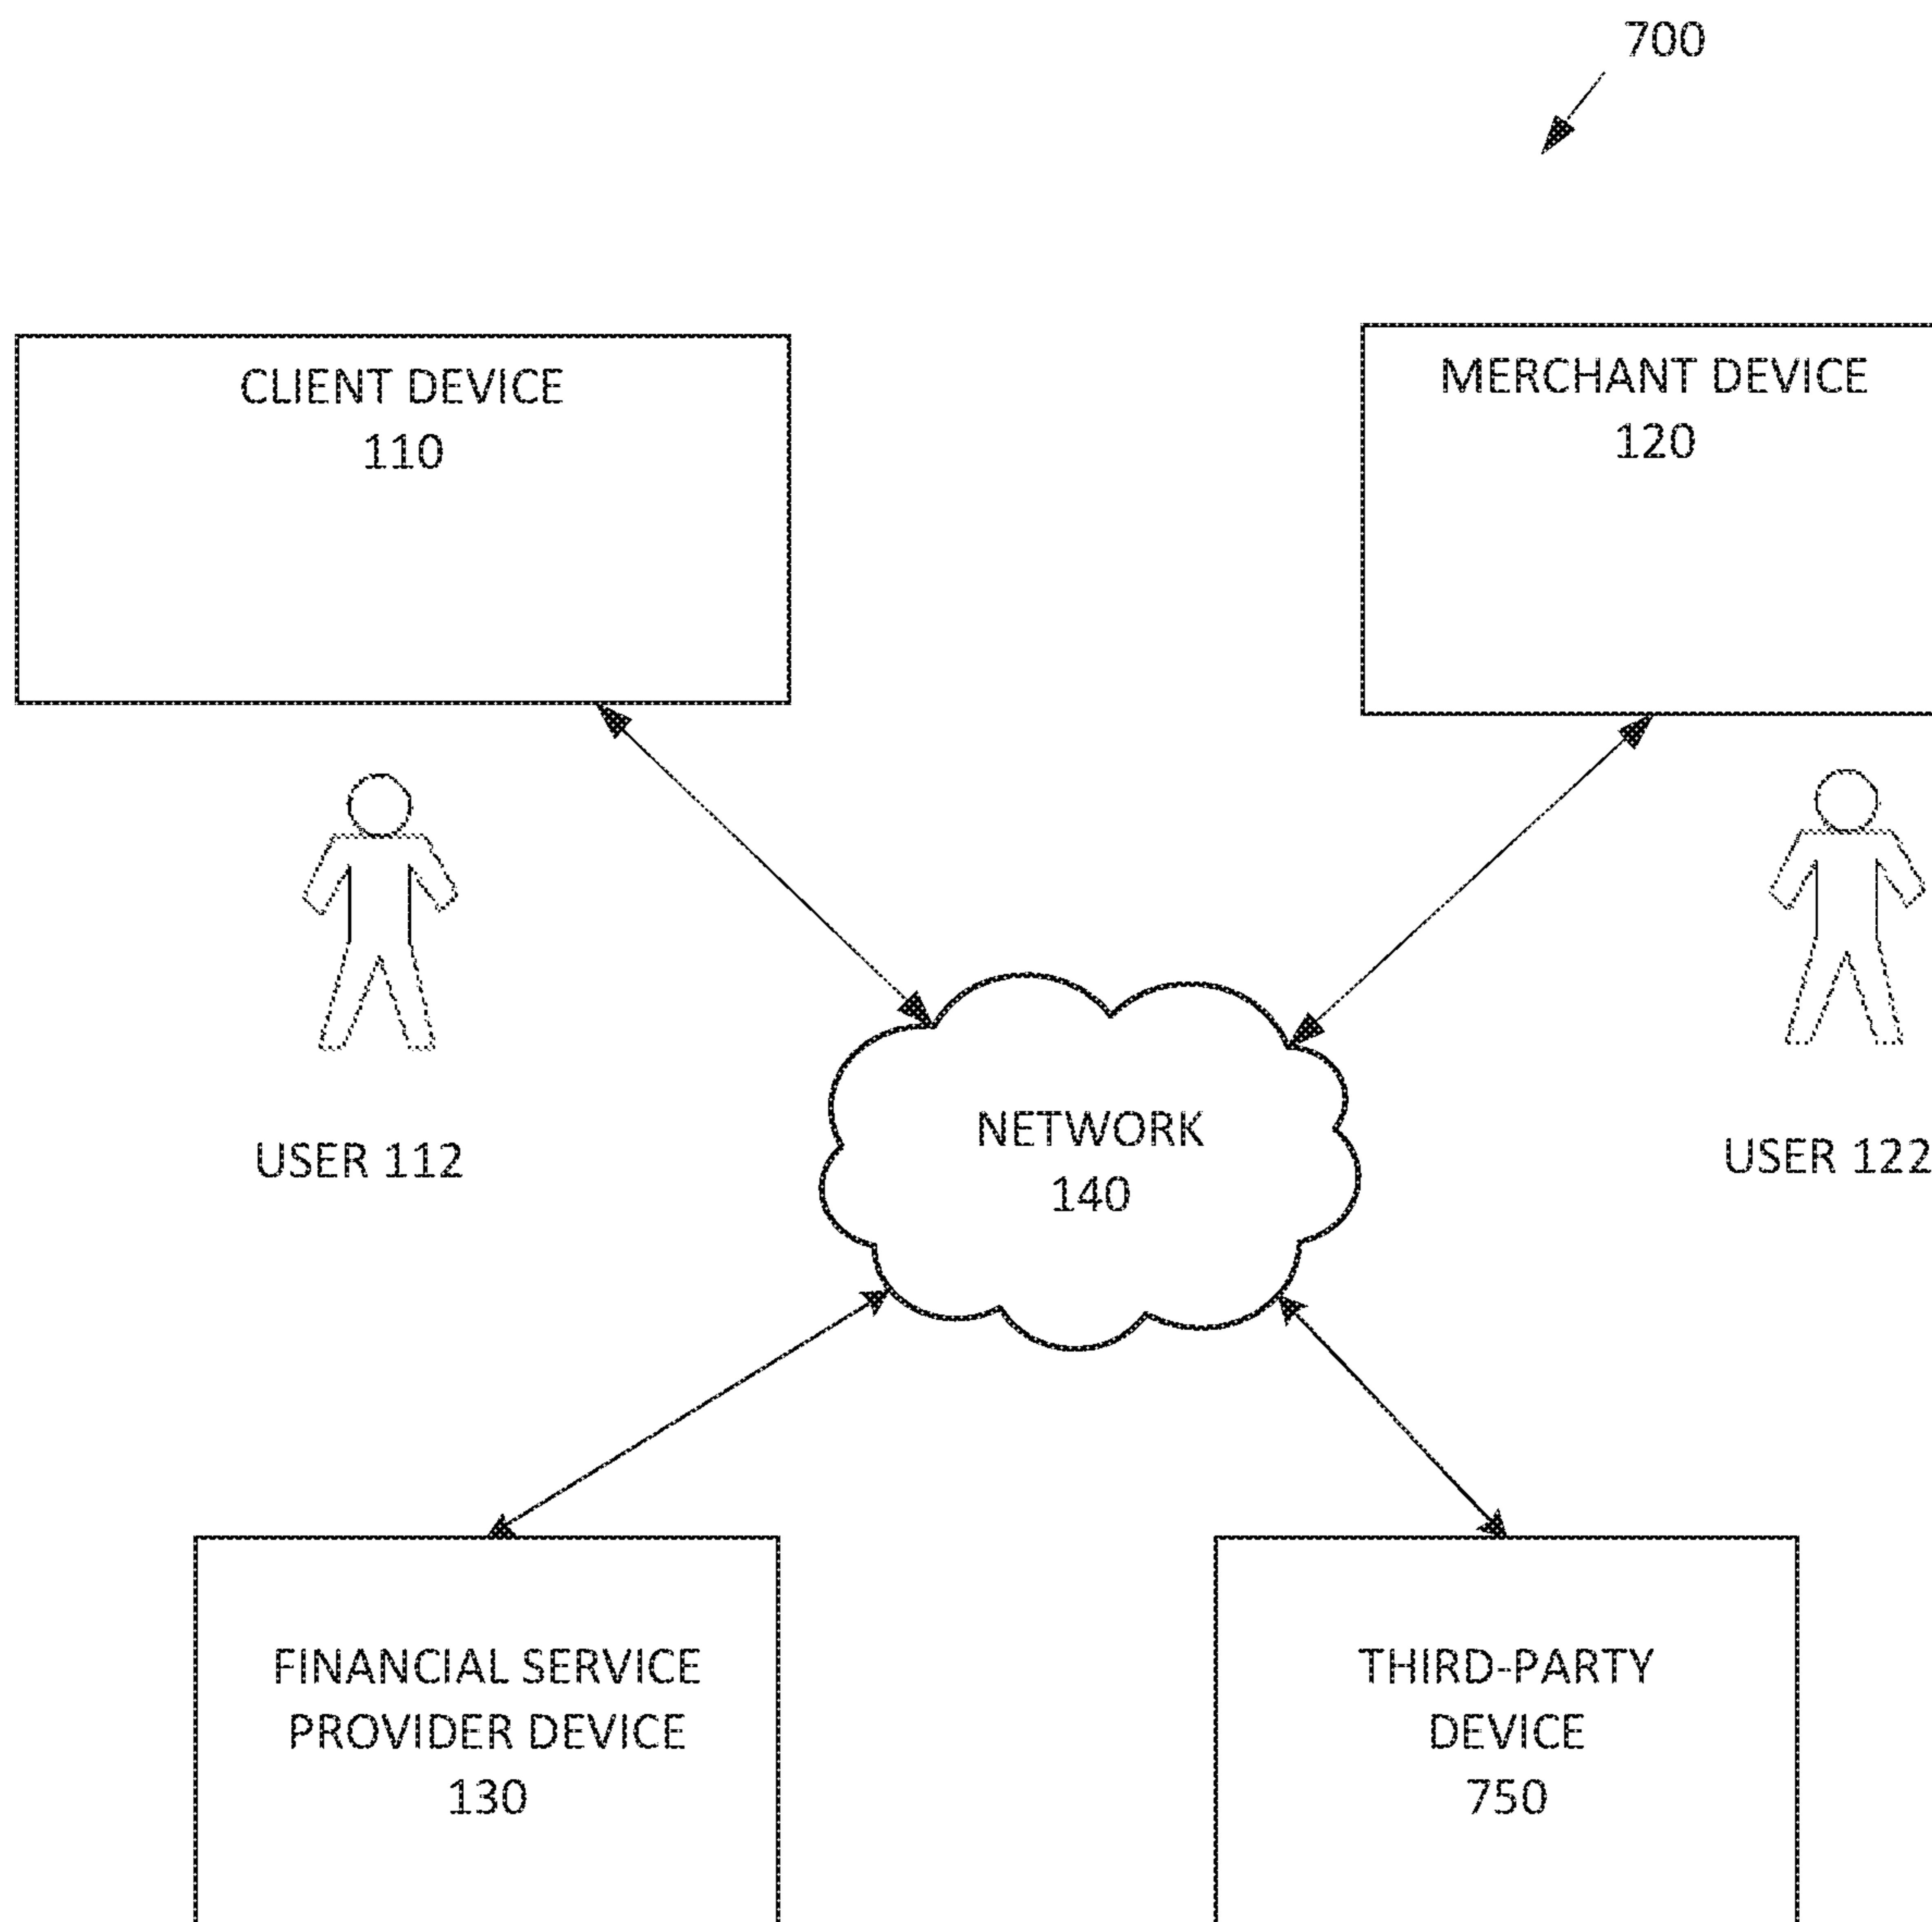 700
CLIENT DEVICE
110
MERCHANT DEVICE
120
USER 112
NETWORK
140
USER 122
FINANCIAL SERVICE
PROVIDER DEVICE
130
THIRD-PARTY
DEVICE
750